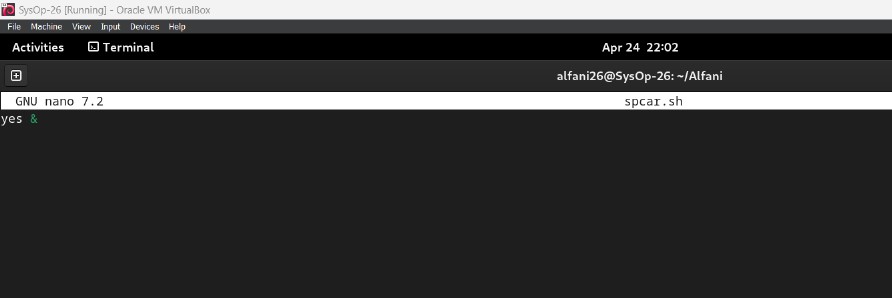 SysOp-26 [Running] - Oracle VM VirtualBox
File Machine View Input Devices Help
Activities Terminal Apr 24 22:02
alfani26@SysOp-26: ~/Alfani
GNU nano 7.2 spcar.sh
yes &